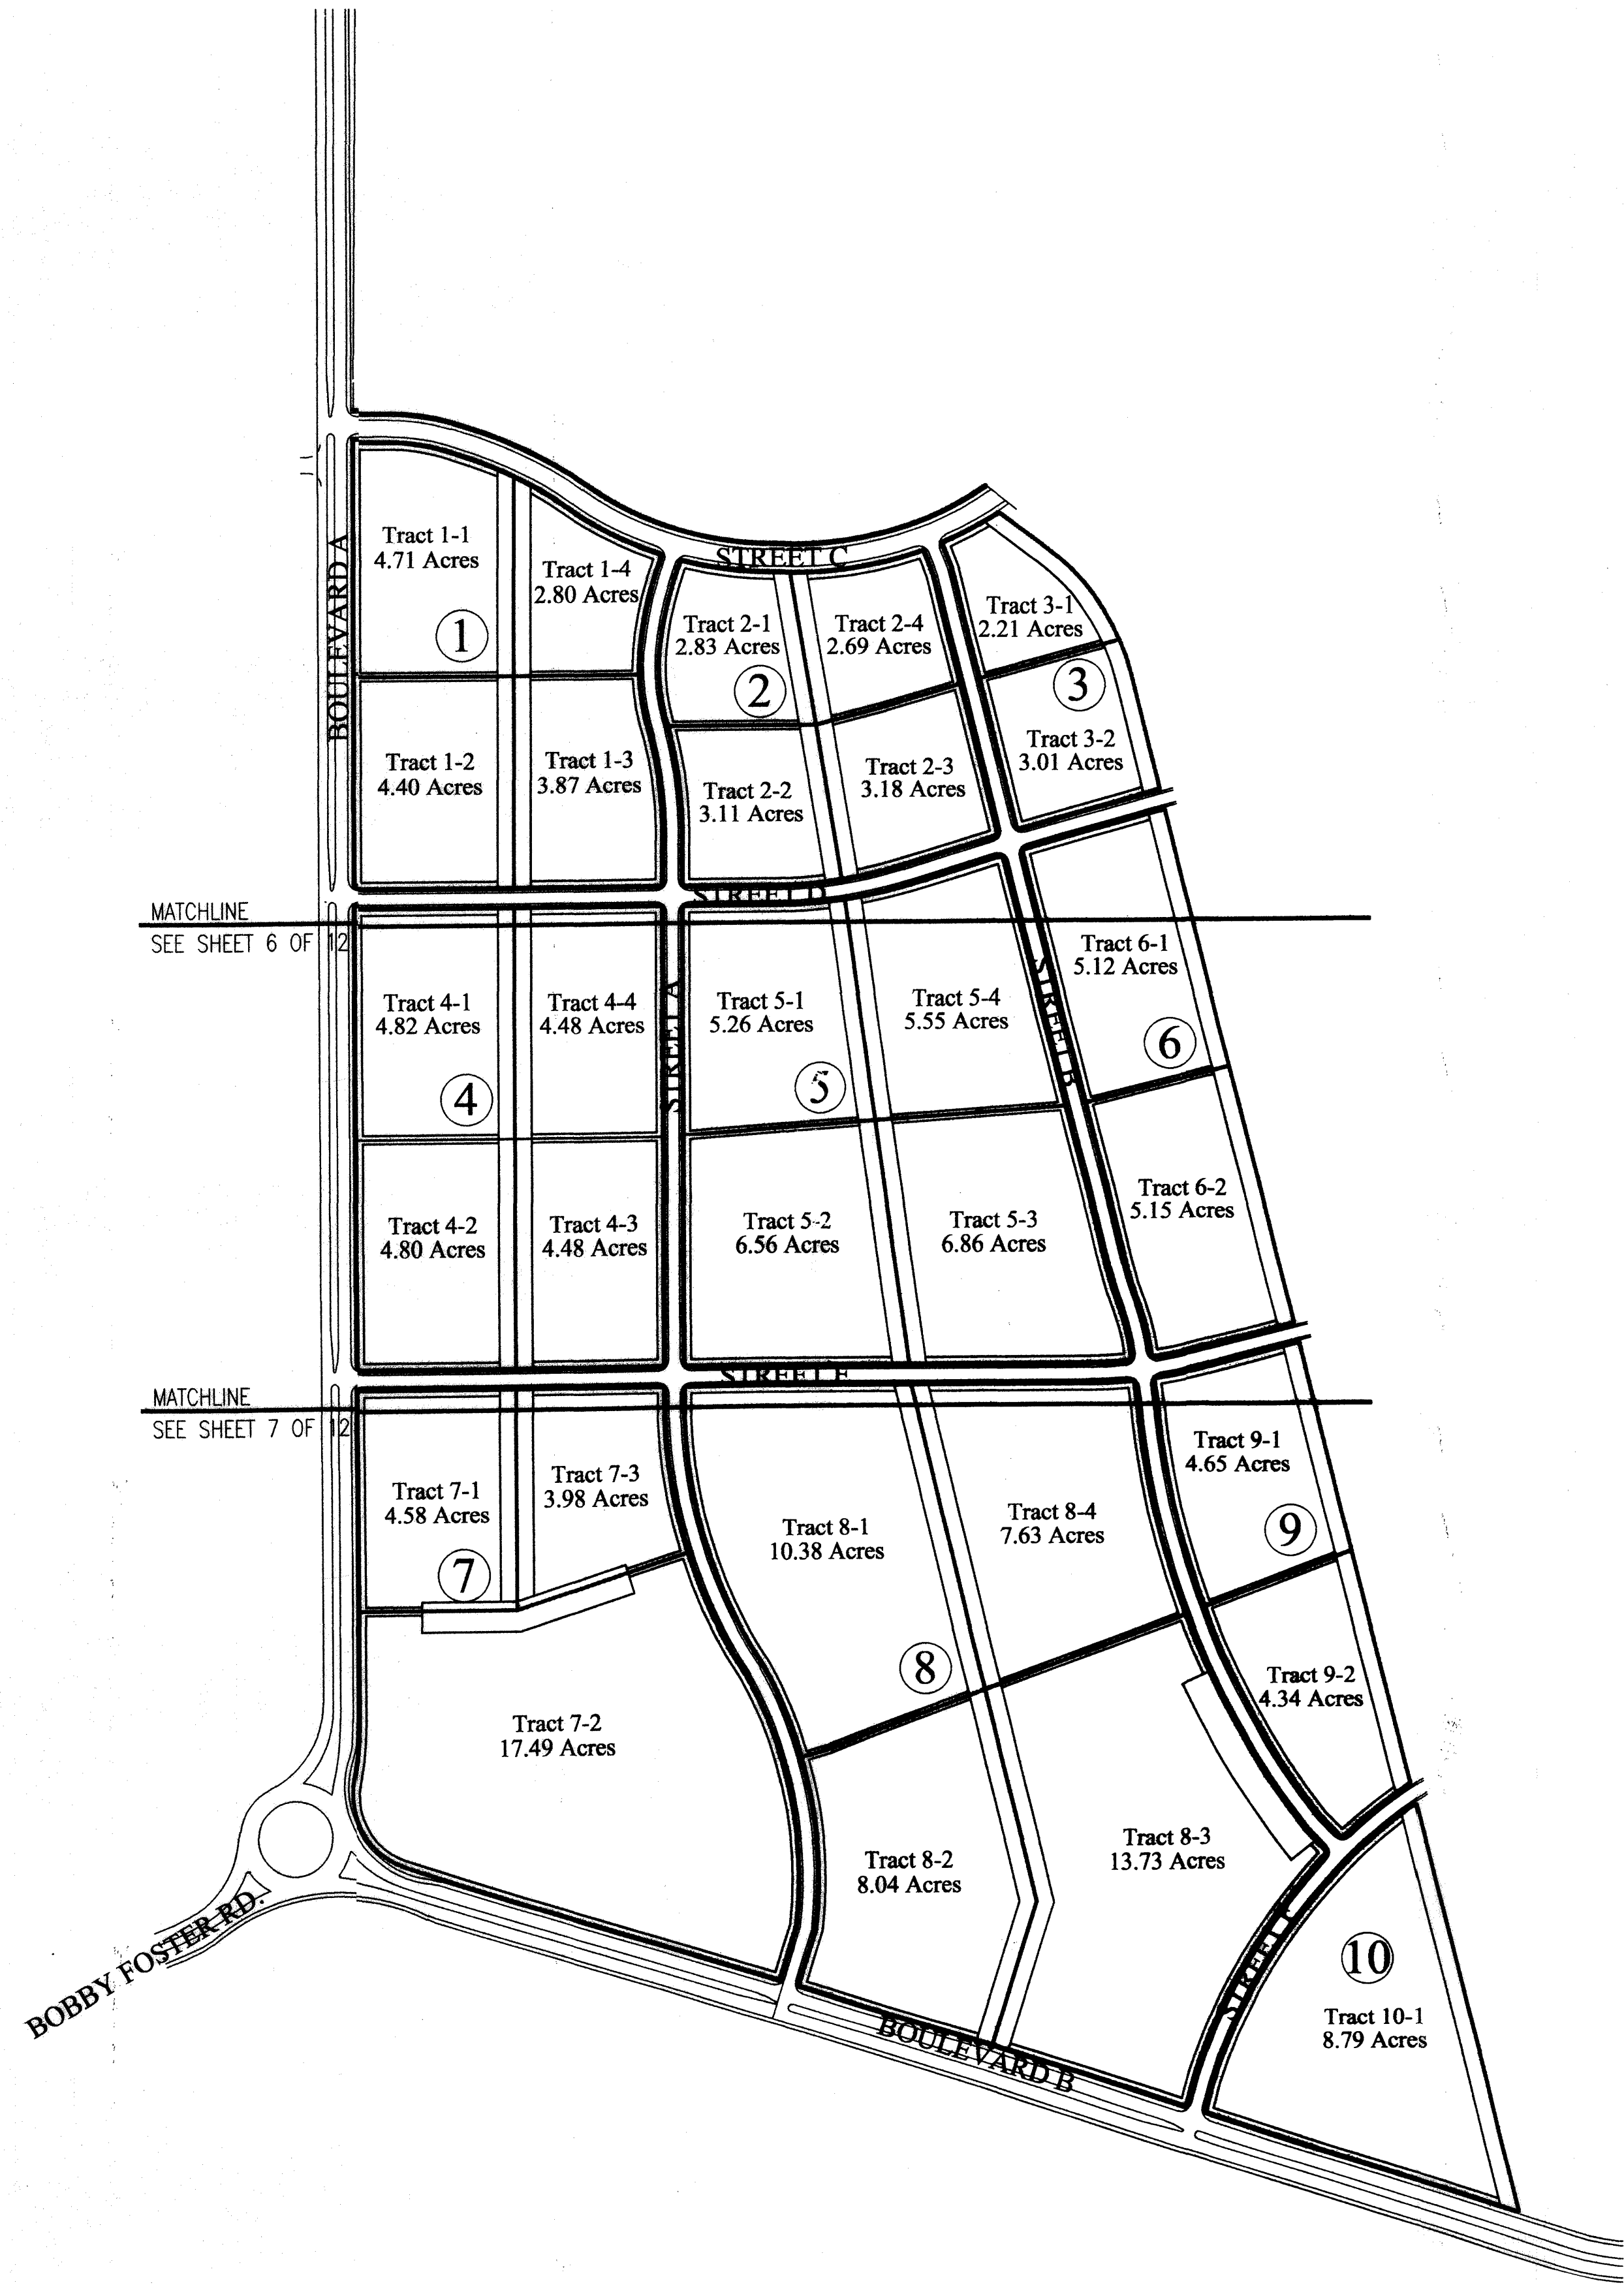 BOULEVARD A
Tract 1-1
4.71 Acres
1
Tract 1-4
2.80 Acres
STREET C
Tract 2-1
2.83 Acres
2
Tract 2-4
2.69 Acres
Tract 3-1
2.21 Acres
3
Tract 3-2
3.01 Acres
Tract 1-2
4.40 Acres
Tract 1-3
3.87 Acres
Tract 2-2
3.11 Acres
Tract 2-3
3.18 Acres
STREET D
MATCHLINE
SEE SHEET 6 OF 12
Tract 4-1
4.82 Acres
4
Tract 4-4
4.48 Acres
STREET A
Tract 5-1
5.26 Acres
5
Tract 5-4
5.55 Acres
STREET B
Tract 6-1
5.12 Acres
6
Tract 4-2
4.80 Acres
Tract 4-3
4.48 Acres
Tract 5-2
6.56 Acres
Tract 5-3
6.86 Acres
Tract 6-2
5.15 Acres
MATCHLINE
SEE SHEET 7 OF 12
Tract 7-1
4.58 Acres
7
Tract 7-3
3.98 Acres
Tract 8-1
10.38 Acres
8
Tract 8-4
7.63 Acres
Tract 9-1
4.65 Acres
9
Tract 9-2
4.34 Acres
Tract 7-2
17.49 Acres
Tract 8-2
8.04 Acres
Tract 8-3
13.73 Acres
BOBBY FOSTER RD.
BOULEVARD B
10
Tract 10-1
8.79 Acres